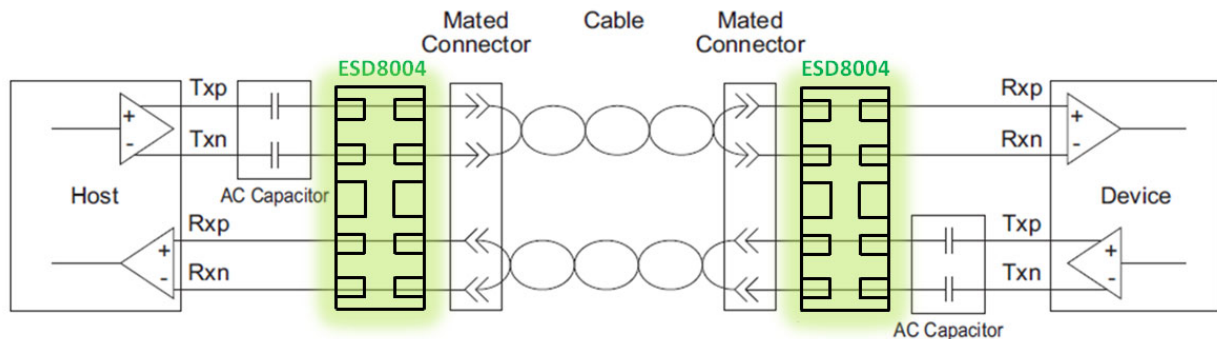 Mated
Connector
Cable
Mated
Connector
ESD8004
ESD8004
Txp
Txn
+
-
Host
AC Capacitor
Rxp
Rxn
+
-
Rxp
Rxn
+
-
Device
Txp
Txn
+
-
AC Capacitor